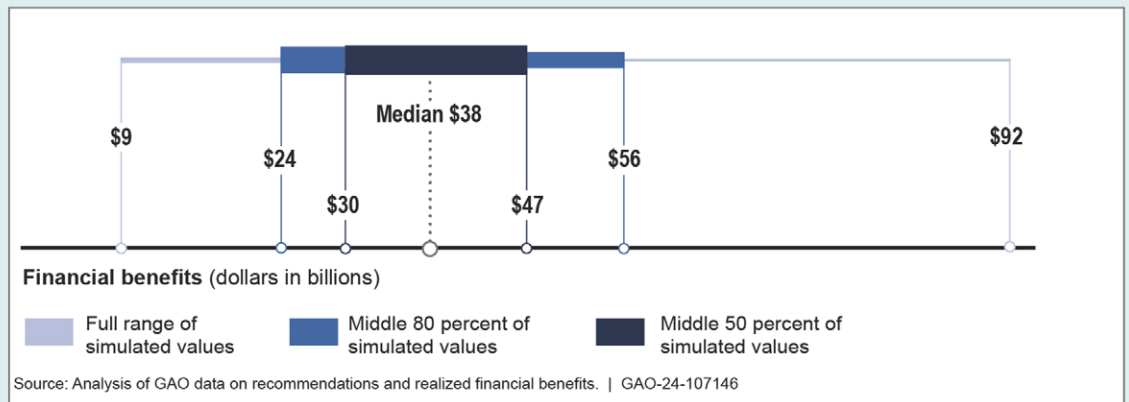 Median $38
$9
$92
$24
$56
$30
$47
Financial benefits (dollars in billions)
Full range of
simulated values
Middle 80 percent of
simulated values
Middle 50 percent of
simulated values
Source: Analysis of GAO data on recommendations and realized financial benefits. | GAO-24-107146